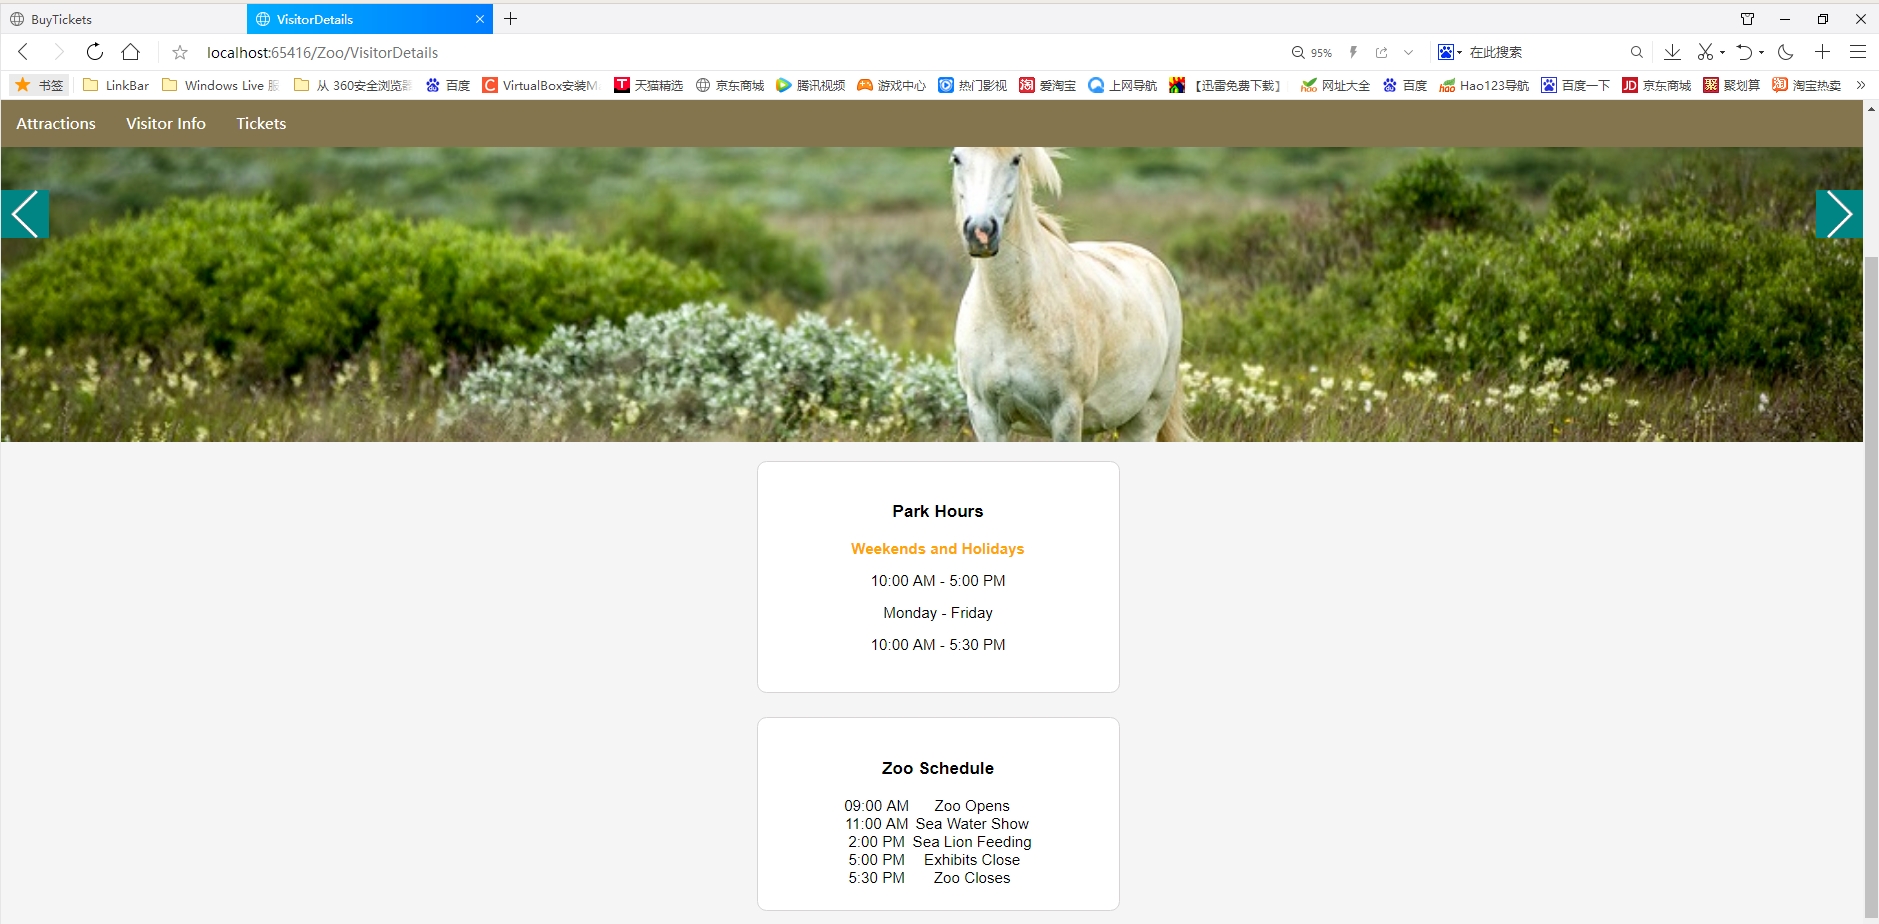 BuyTickets
VisitorDetails
localhost:65416/Zoo/VisitorDetails
95%
在此搜索
书签
LinkBar
Windows Live 服
从 360安全浏览器
百度
VirtualBox安装M
天猫精选
京东商城
腾讯视频
游戏中心
热门影视
爱淘宝
上网导航
【迅雷免费下载】
网址大全
百度
Hao123导航
百度一下
京东商城
聚划算
淘宝热卖
Attractions
Visitor Info
Tickets
Park Hours
Weekends and Holidays
10:00 AM - 5:00 PM
Monday - Friday
10:00 AM - 5:30 PM
Zoo Schedule
09:00 AM Zoo Opens
11:00 AM Sea Water Show
2:00 PM Sea Lion Feeding
5:00 PM Exhibits Close
5:30 PM Zoo Closes